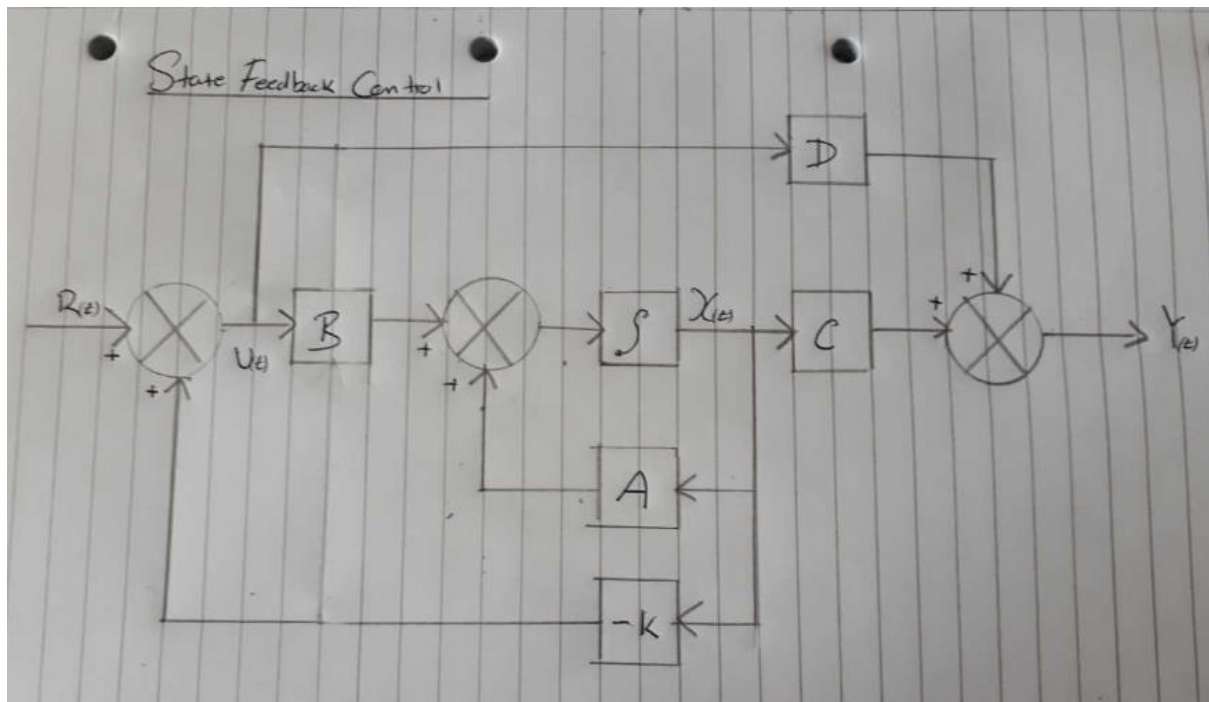 State Feedback Control
D
R(t)
+
+
U(t)
B
+
+
∫
X(t)
C
+
+
Y(t)
A
-k